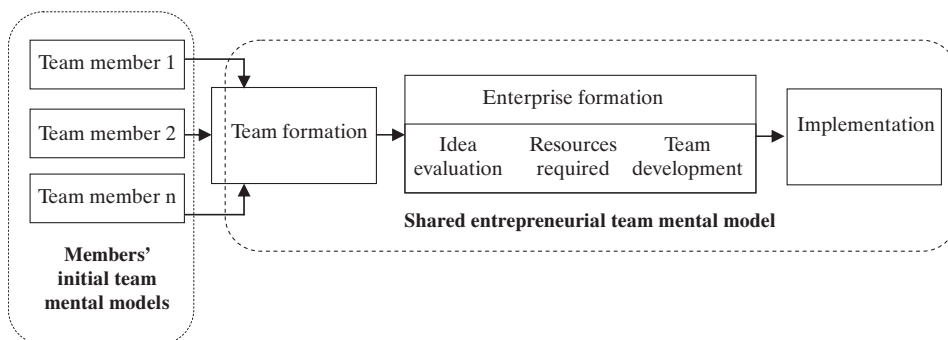 Team member 1
Team member 2
Team member n
Members'
initial team
mental models
Team formation
Enterprise formation
Idea
evaluation
Resources
required
Team
development
Implementation
Shared entrepreneurial team mental model